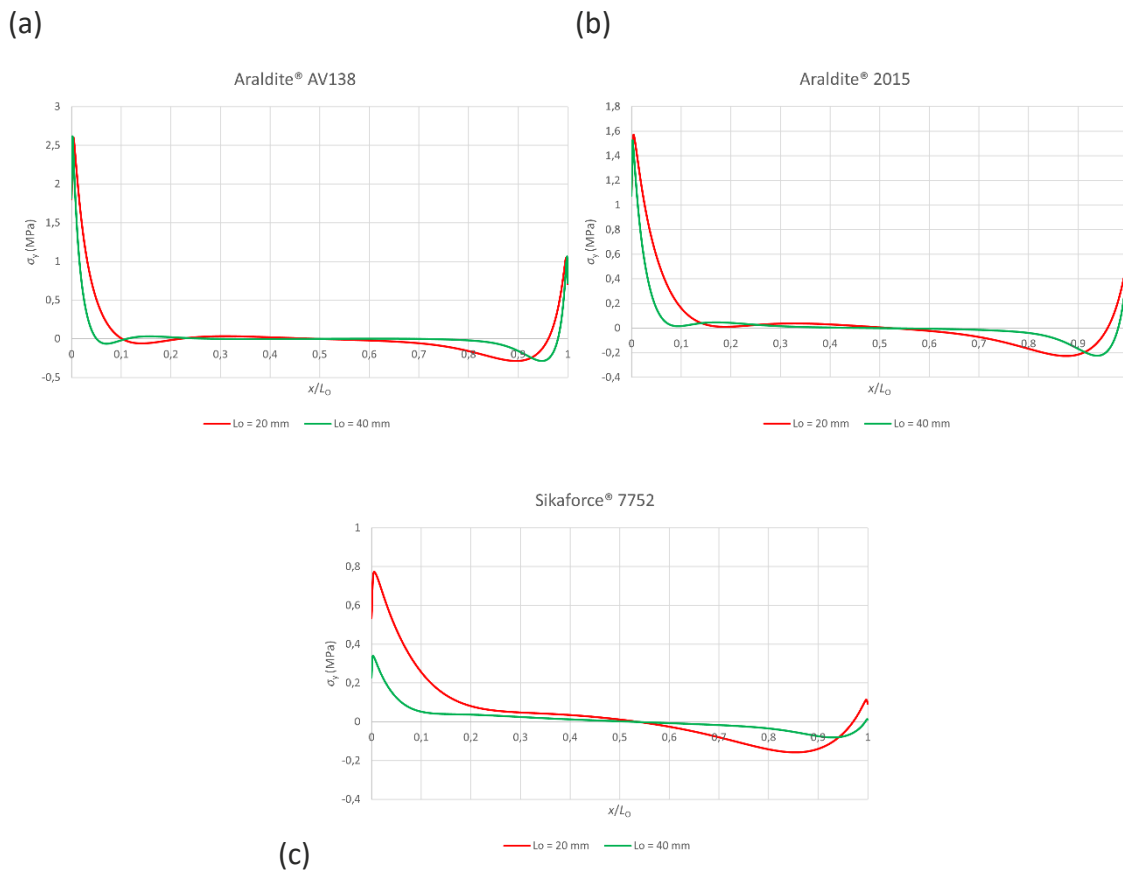 (a)
Araldite® AV138
3
2,5
2
1,5
1
0,5
0
-0,5
σy (MPa)
0 0,1 0,2 0,3 0,4 0,5 0,6 0,7 0,8 0,9 1
x/LO
Lo = 20 mm Lo = 40 mm
(b)
Araldite® 2015
1,8
1,6
1,4
1,2
1
0,8
0,6
0,4
0,2
0
-0,2
-0,4
σy (MPa)
0 0,1 0,2 0,3 0,4 0,5 0,6 0,7 0,8 0,9
x/LO
Lo = 20 mm Lo = 40 mm
Sikaforce® 7752
1
0,8
0,6
0,4
0,2
0
-0,2
-0,4
σy (MPa)
0 0,1 0,2 0,3 0,4 0,5 0,6 0,7 0,8 0,9 1
x/LO
Lo = 20 mm Lo = 40 mm
(c)